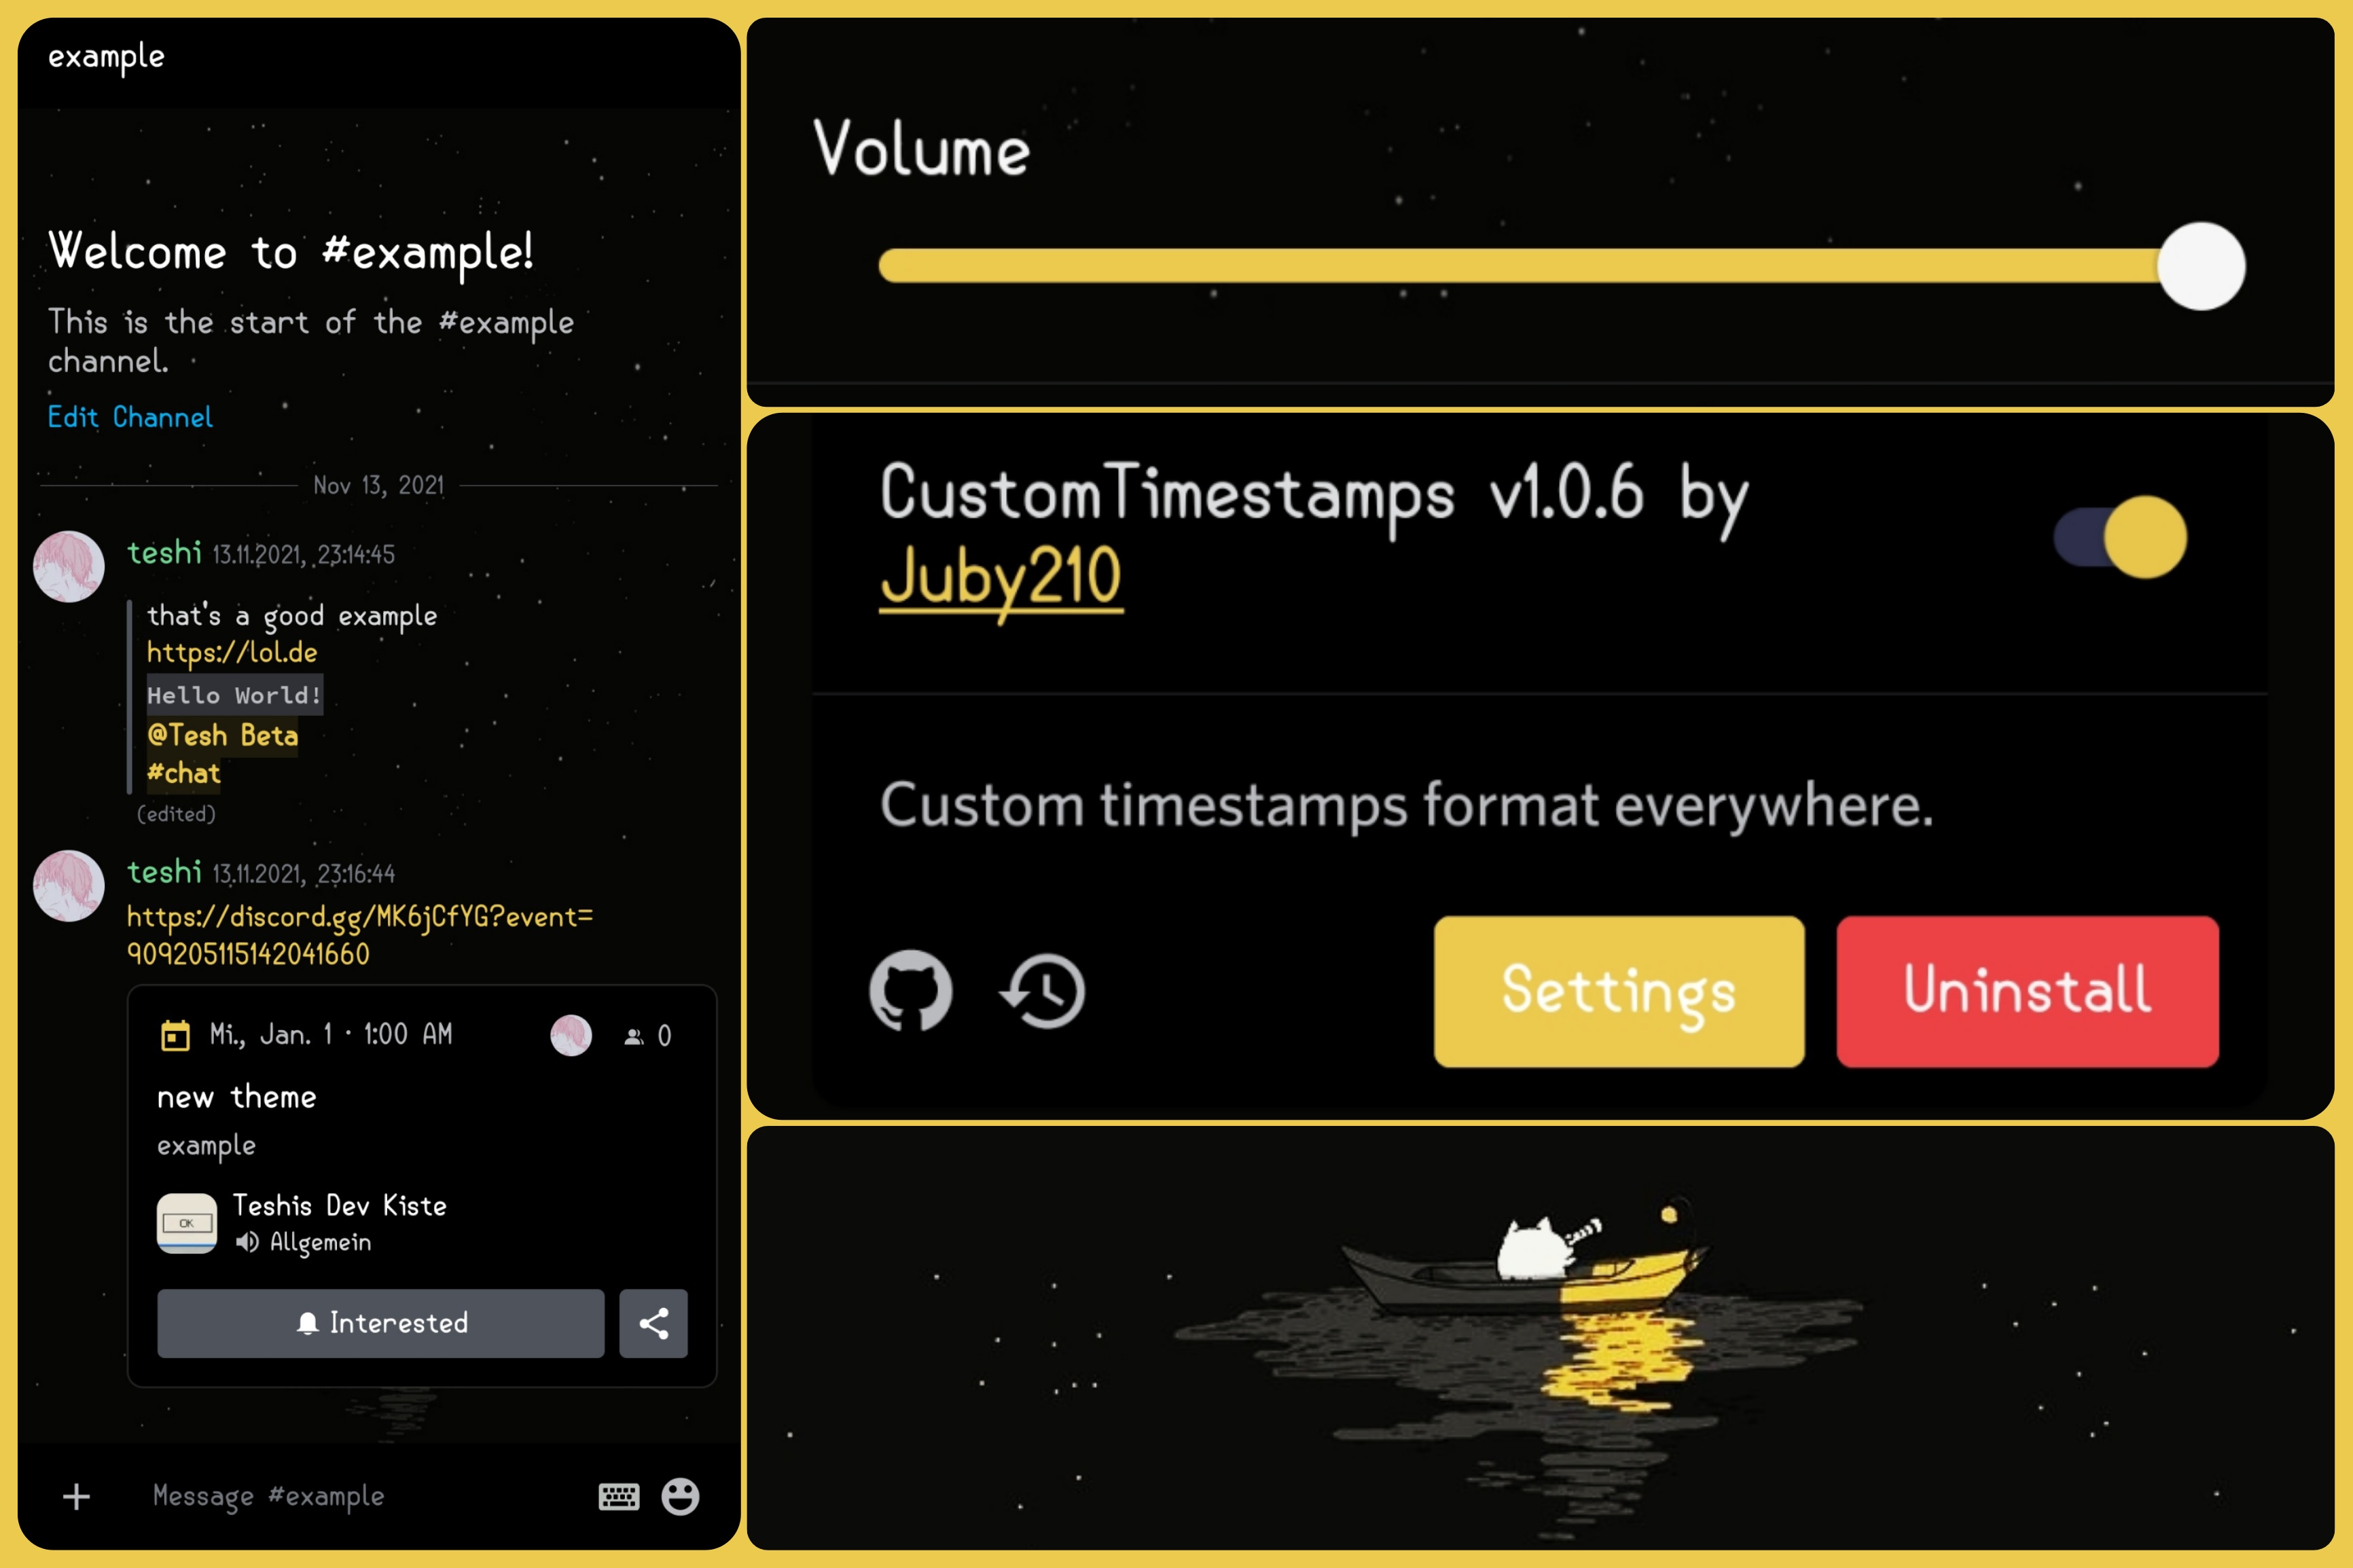 example
Welcome to #example!
This is the start of the #example
channel.
Edit Channel
Nov 13, 2021
teshi 13.11.2021, 23:14:45
that's a good example
https://lol.de
Hello World!
@Tesh Beta
#chat
(edited)
teshi 13.11.2021, 23:16:44
https://discord.gg/MK6jCfYG?event=
909205115142041660
Mi., Jan. 1 · 1:00 AM
0
new theme
example
OK
Teshis Dev Kiste
Allgemein
Interested
Message #example
Volume
CustomTimestamps v1.0.6 by
Juby210
Custom timestamps format everywhere.
Settings
Uninstall